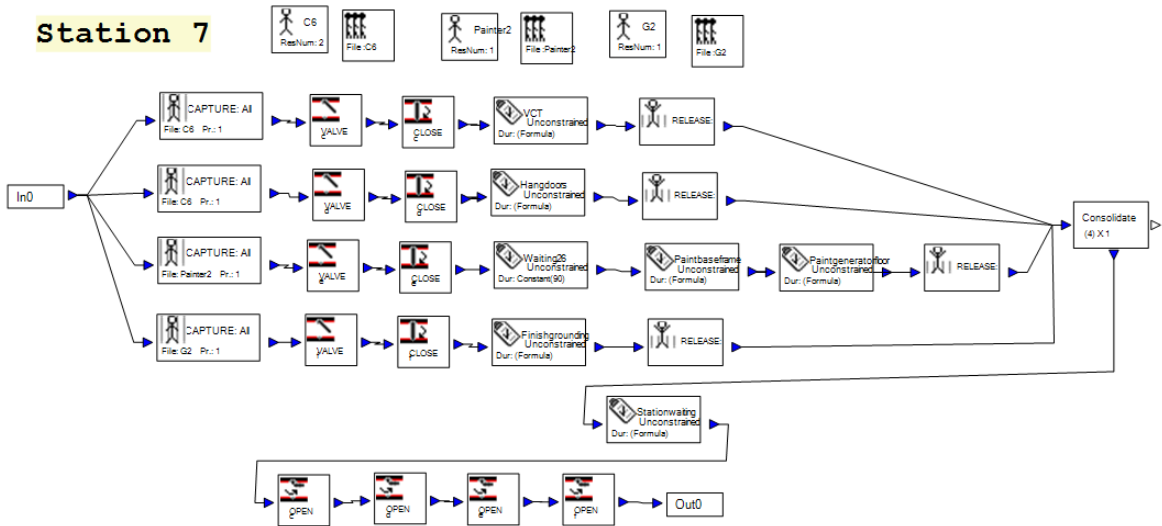 Station 7
C6
ResNum: 2
File :C6
Painter2
ResNum: 1
File :Painter2
G2
ResNum: 1
File :G2
CAPTURE: All
File: C6 Pr.: 1
VALVE
CLOSE
VCT
Unconstrained
Dur: (Formula)
RELEASE:
In0
CAPTURE: All
File: C6 Pr.: 1
VALVE
CLOSE
Hangdoors
Unconstrained
Dur: (Formula)
RELEASE:
Consolidate
(4) X 1
CAPTURE: All
File: Painter2 Pr.: 1
VALVE
CLOSE
Waiting26
Unconstrained
Dur: Constant(90)
Paintbaseframe
Unconstrained
Dur: (Formula)
Paintgeneratorfloor
Unconstrained
Dur: (Formula)
RELEASE:
CAPTURE: All
File: G2 Pr.: 1
VALVE
CLOSE
Finishgrounding
Unconstrained
Dur: (Formula)
RELEASE:
Stationwaiting
Unconstrained
Dur: (Formula)
OPEN
OPEN
OPEN
OPEN
Out0